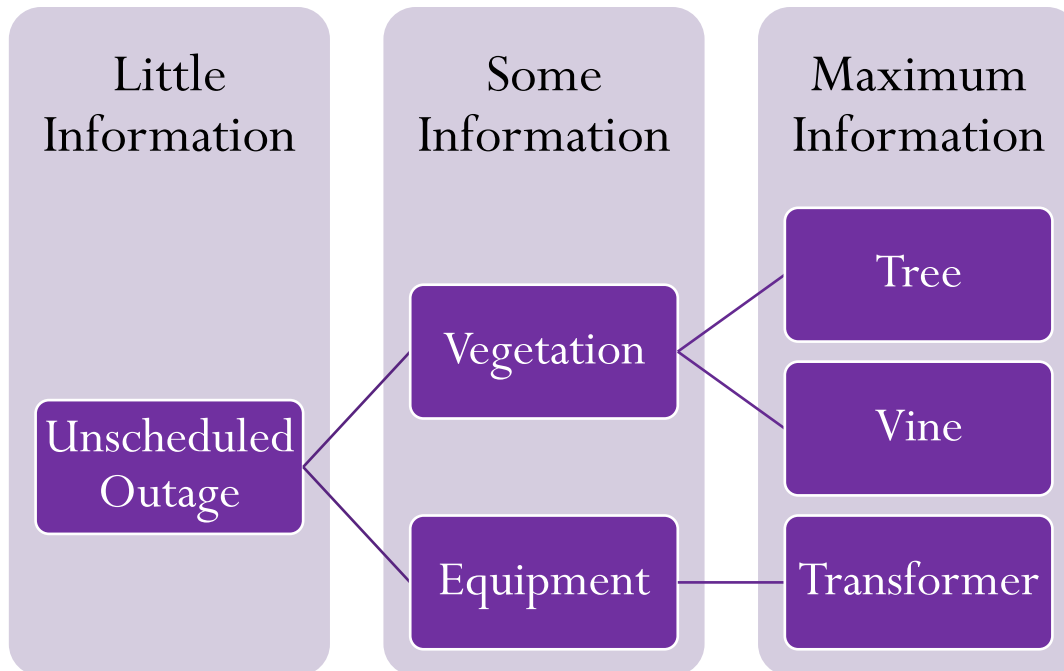 Little
Information
Some
Information
Maximum
Information
Unscheduled
Outage
Vegetation
Equipment
Tree
Vine
Transformer